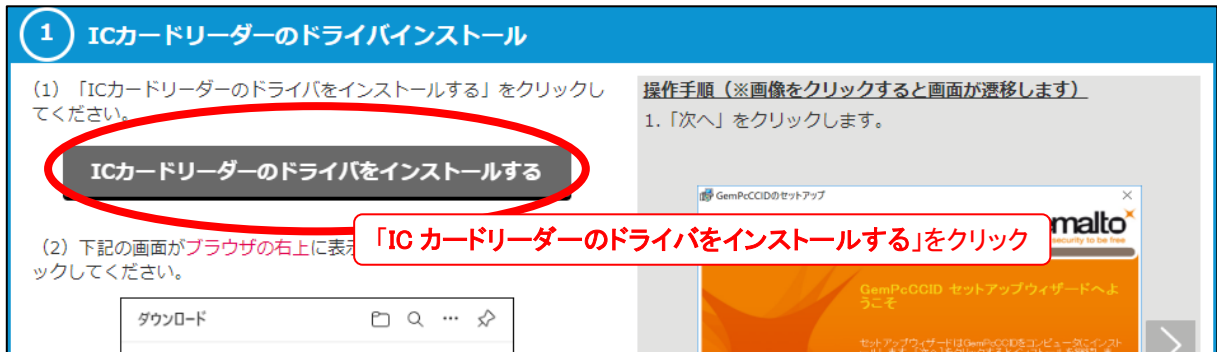 1 ICカードリーダーのドライバインストール
(1)「ICカードリーダーのドライバをインストールする」をクリックし
てください。
ICカードリーダーのドライバをインストールする
(2)下記の画面がブラウザの右上に表示
ックしてください。
ダウンロード
「IC カードリーダーのドライバをインストールする」をクリック
操作手順(※画像をクリックすると画面が遷移します)
1.「次へ」をクリックします。
GemPcCCIDのセットアップ
malto
security to be free
GemPcCCID セットアップウィザードへよ
うこそ
セットアップウィザードはGemPcCCIDをコンピュータにインスト